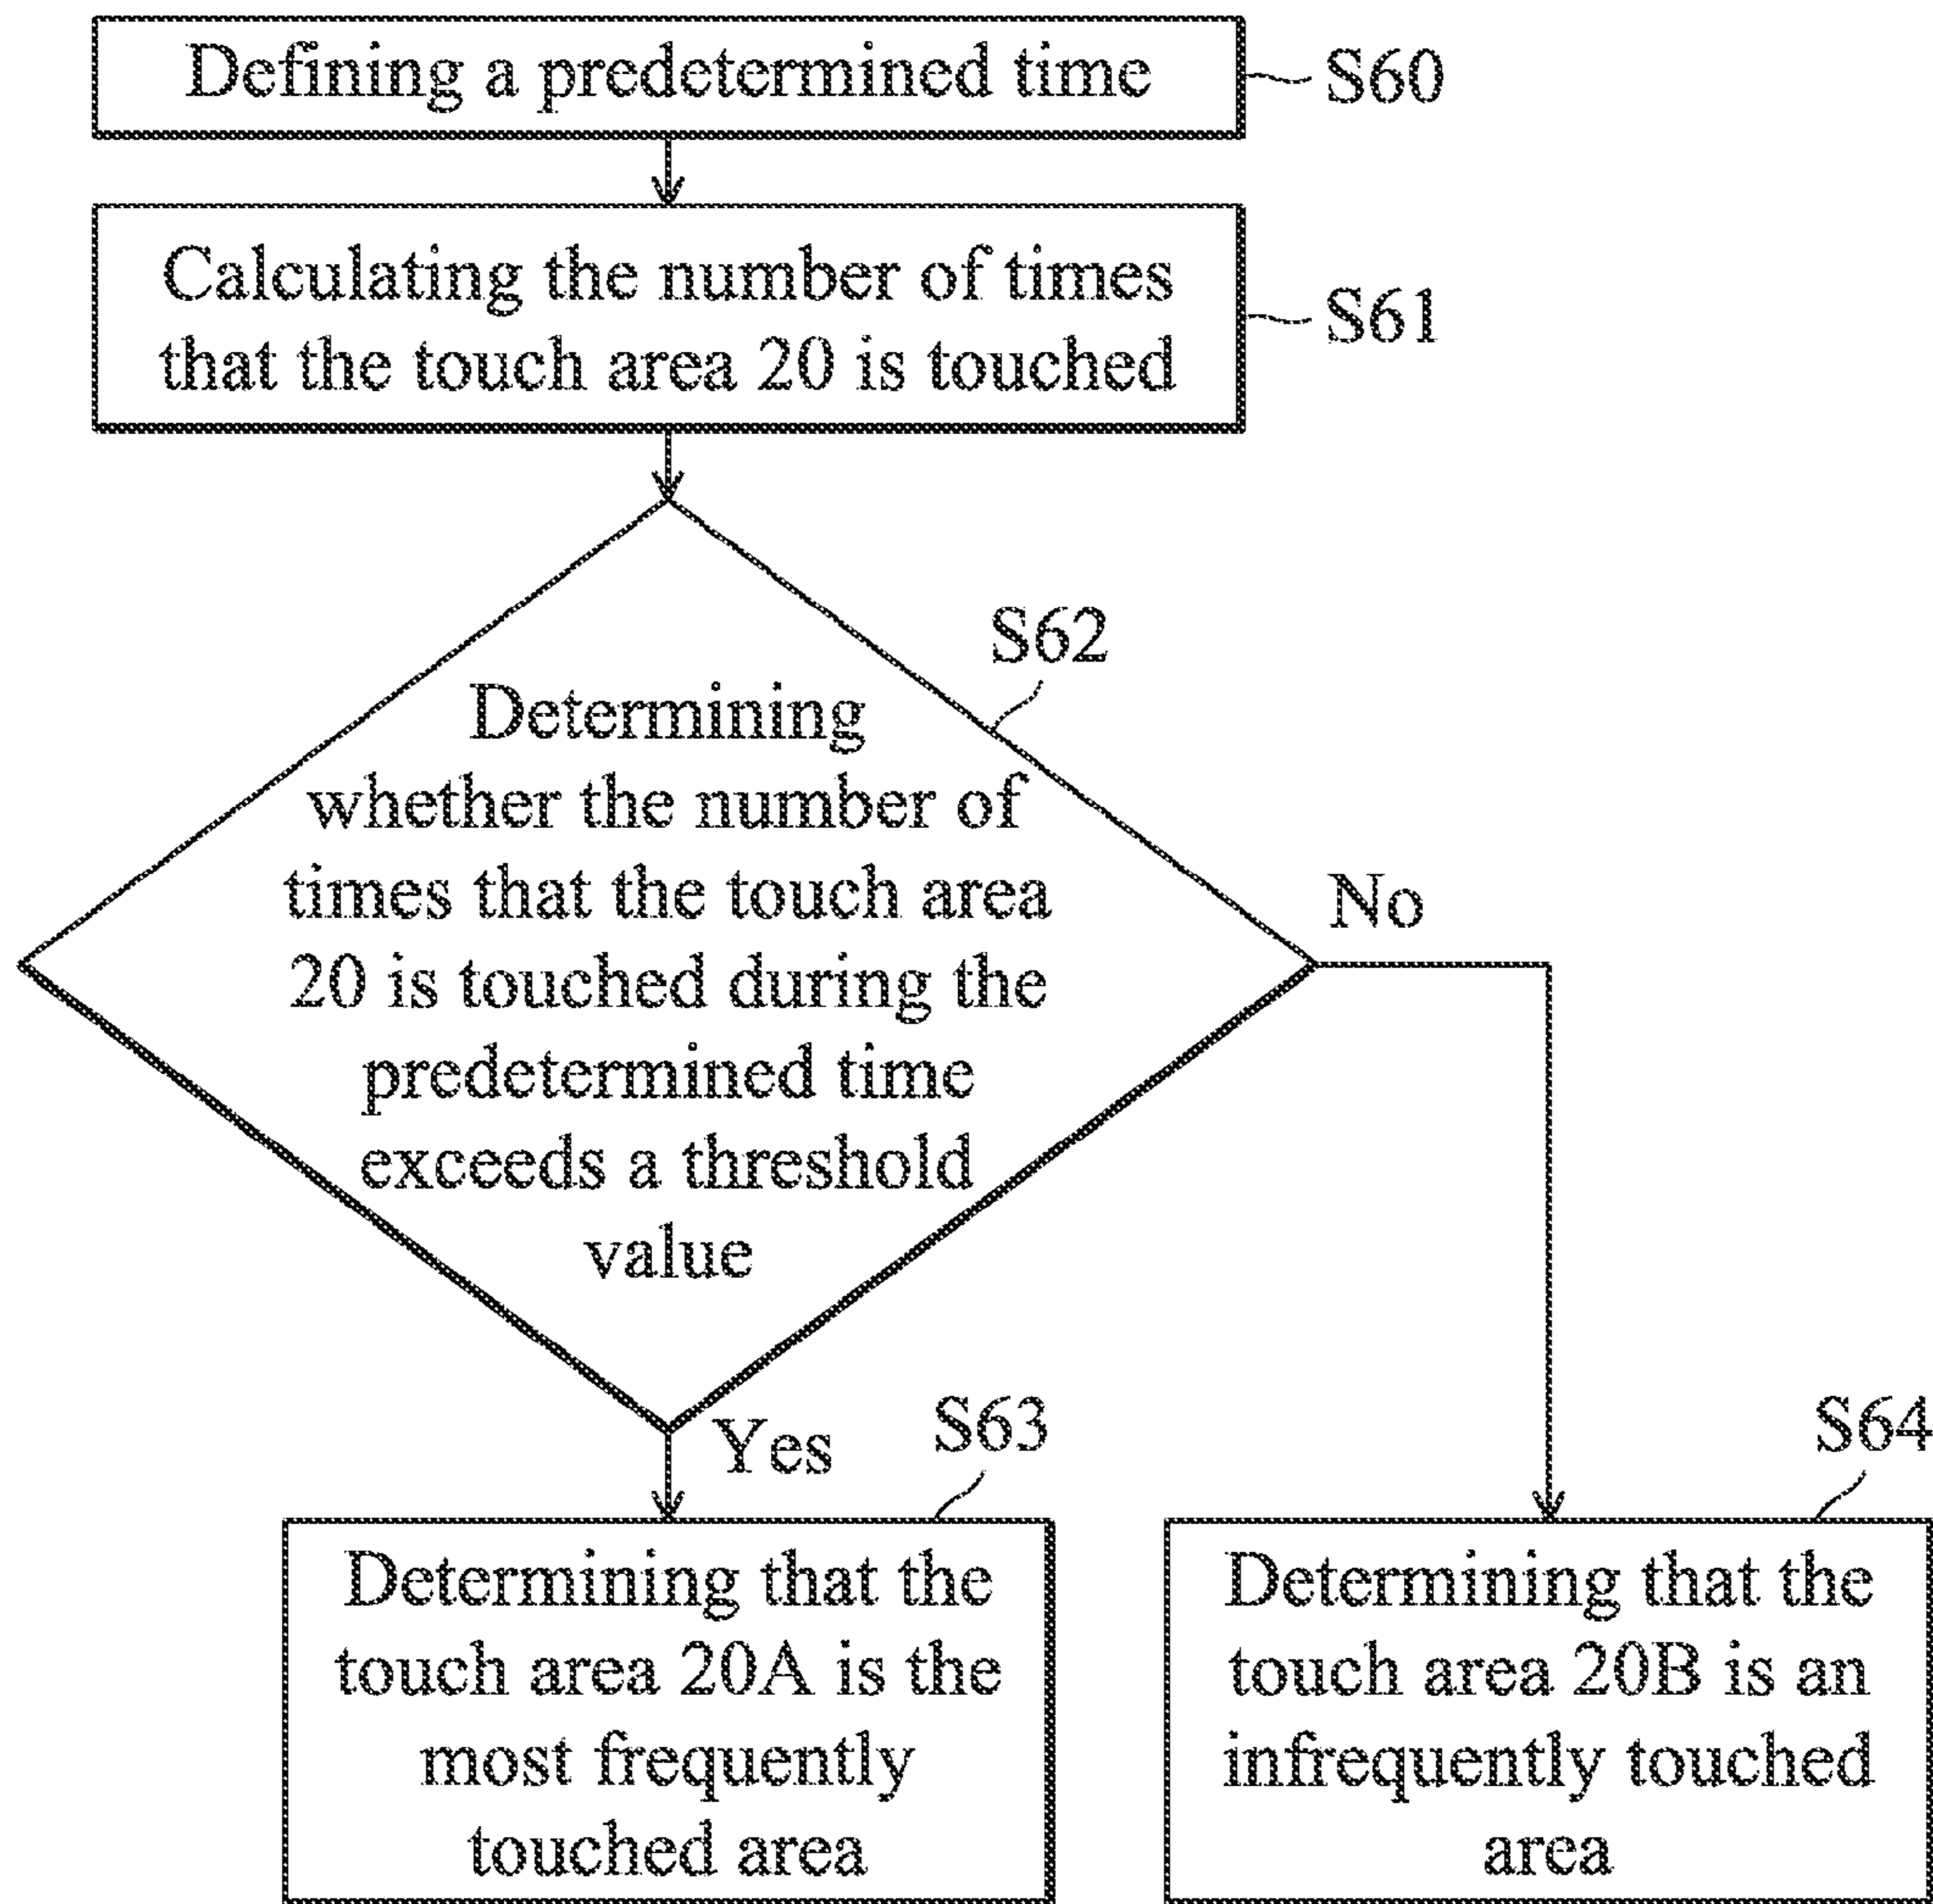 Defining a predetermined time
S60
Calculating the number of times
that the touch area 20 is touched
S61
S62
Determining
whether the number of
times that the touch area
20 is touched during the
predetermined time
exceeds a threshold
value
No
Yes
S63
Determining that the
touch area 20A is the
most frequently
touched area
S64
Determining that the
touch area 20B is an
infrequently touched
area